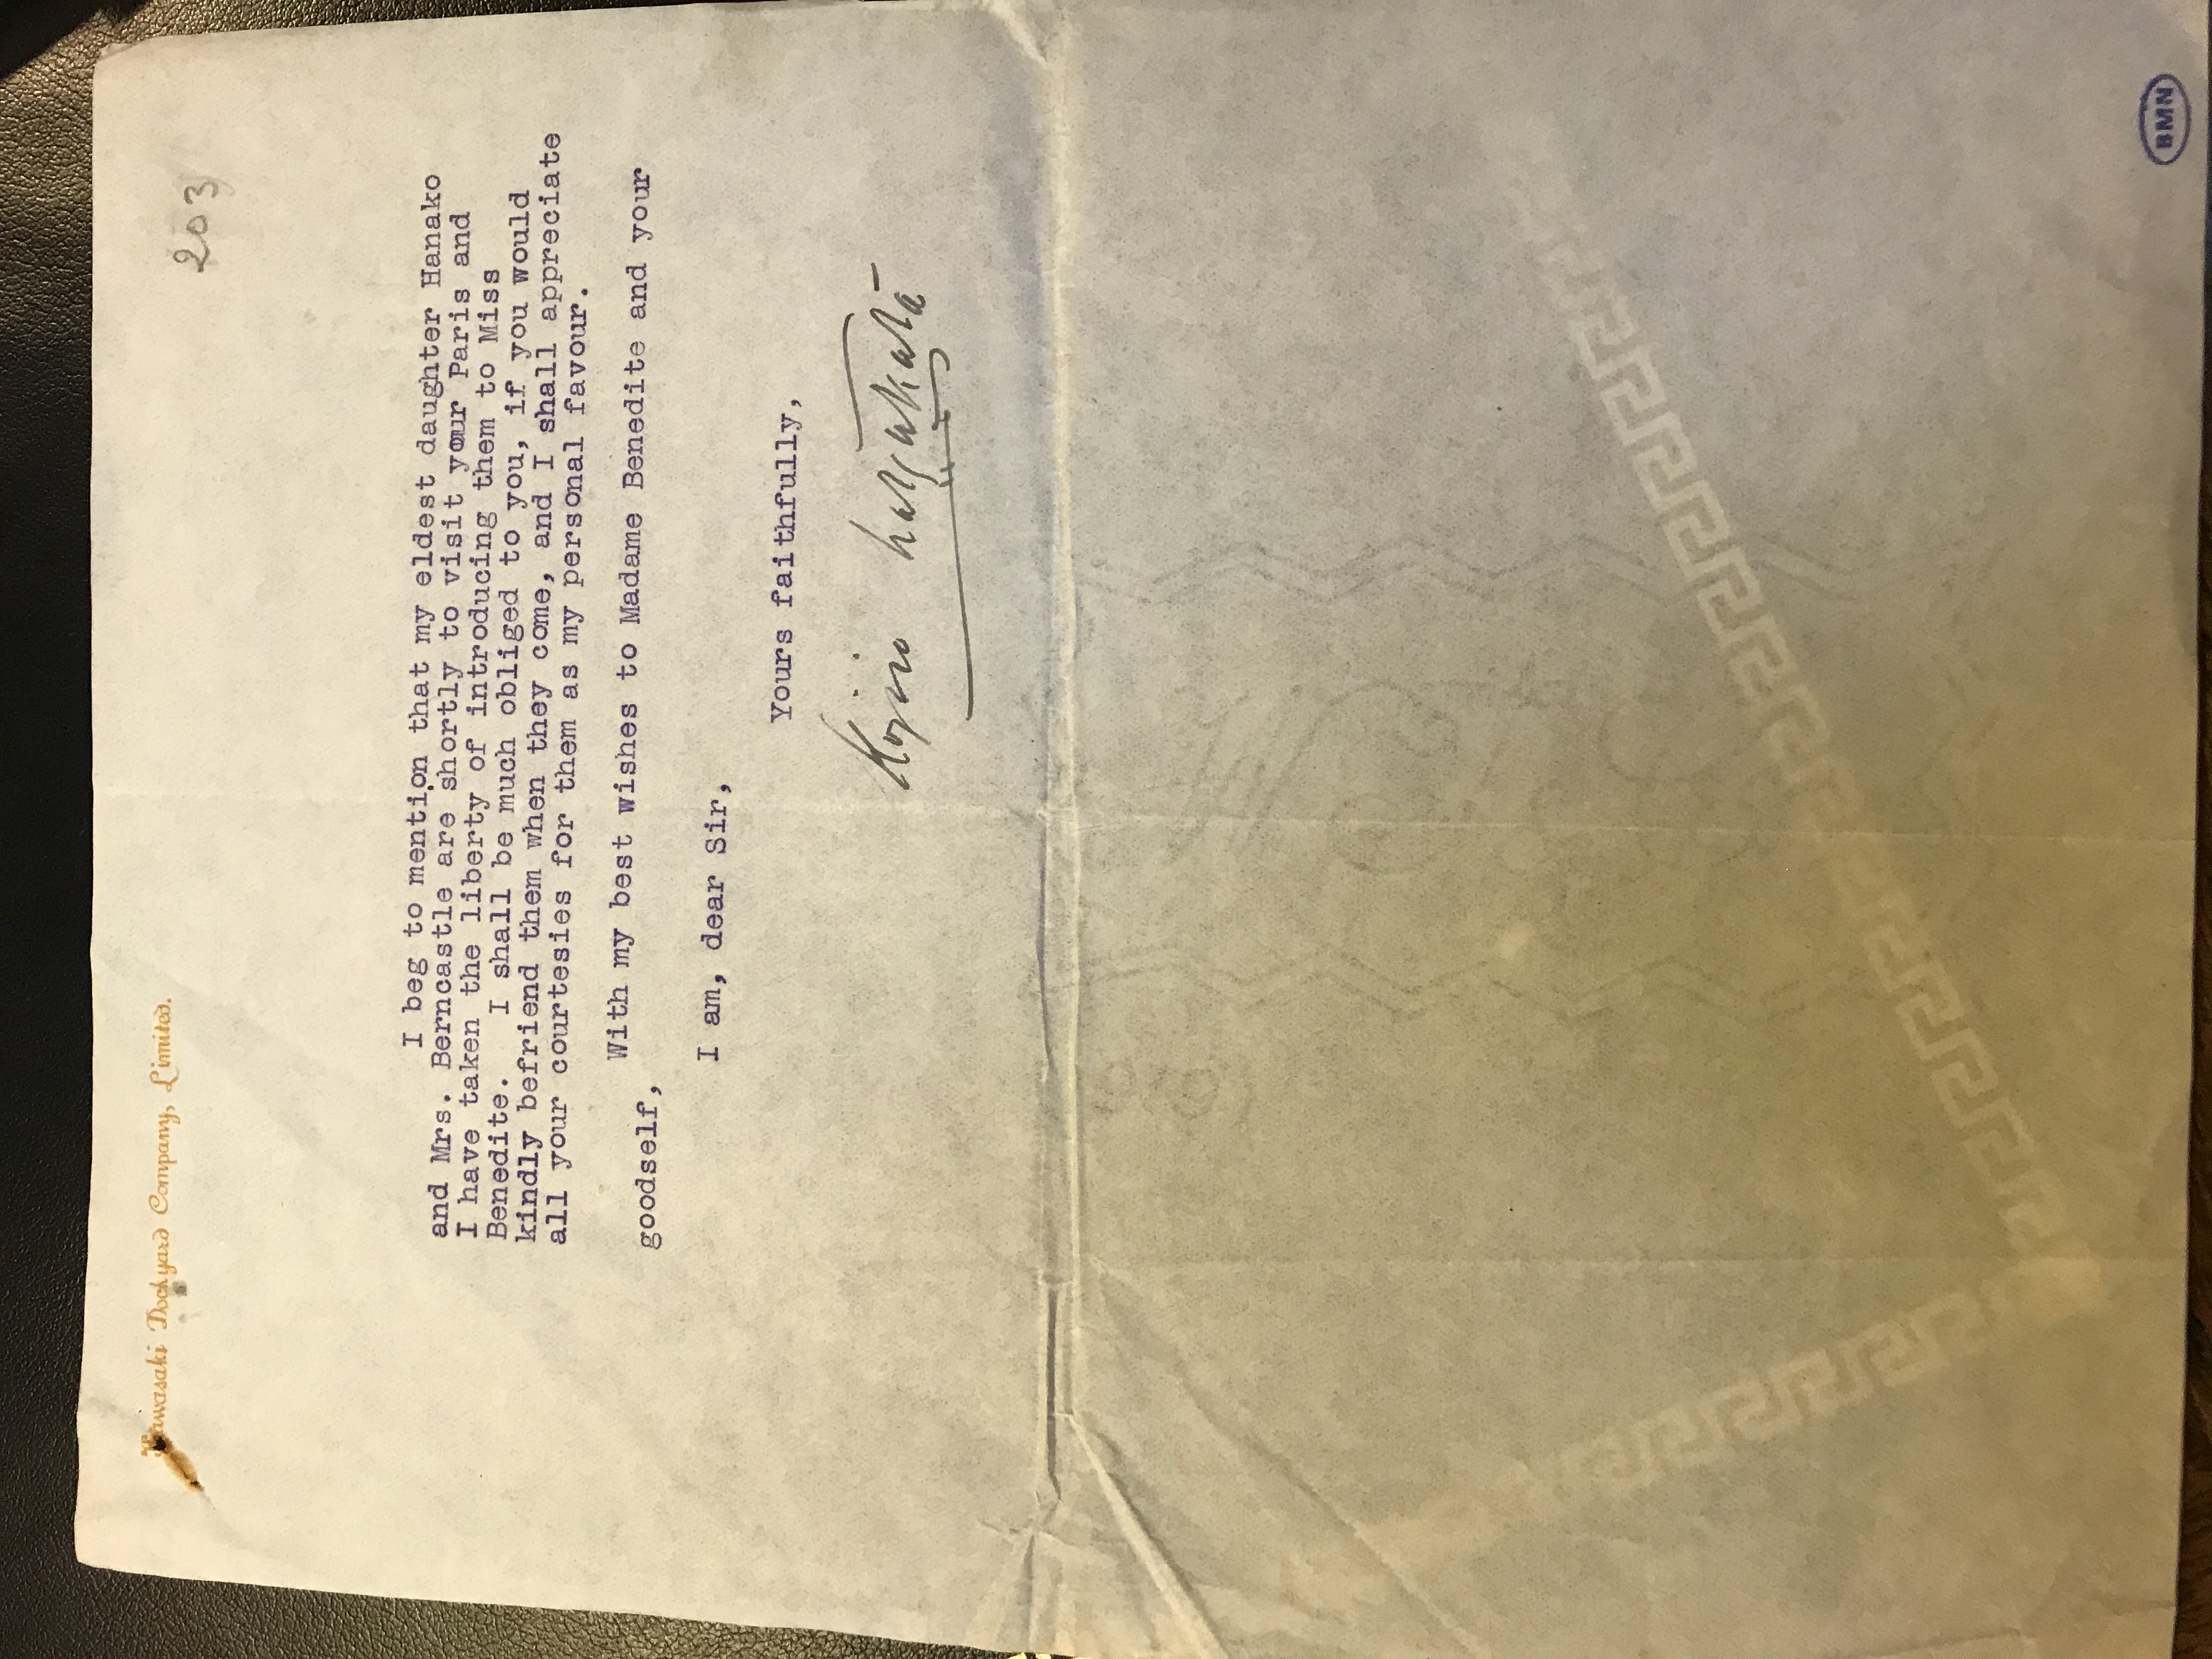 Kawasaki Dockyard Company, Limited.
203
I beg to mention that my eldest daughter Hanako
and Mrs. Berncastle are shortly to visit your Paris and
I have taken the liberty of introducing them to Miss
Benedite. I shall be much obliged to you, if you would
kindly befriend them when they come, and I shall appreciate
all your courtesies for them as my personal favour.
With my best wishes to Madame Benedite and your
goodself,
I am, dear Sir,
Yours faithfully,
Kojiro Matsukata
BMN